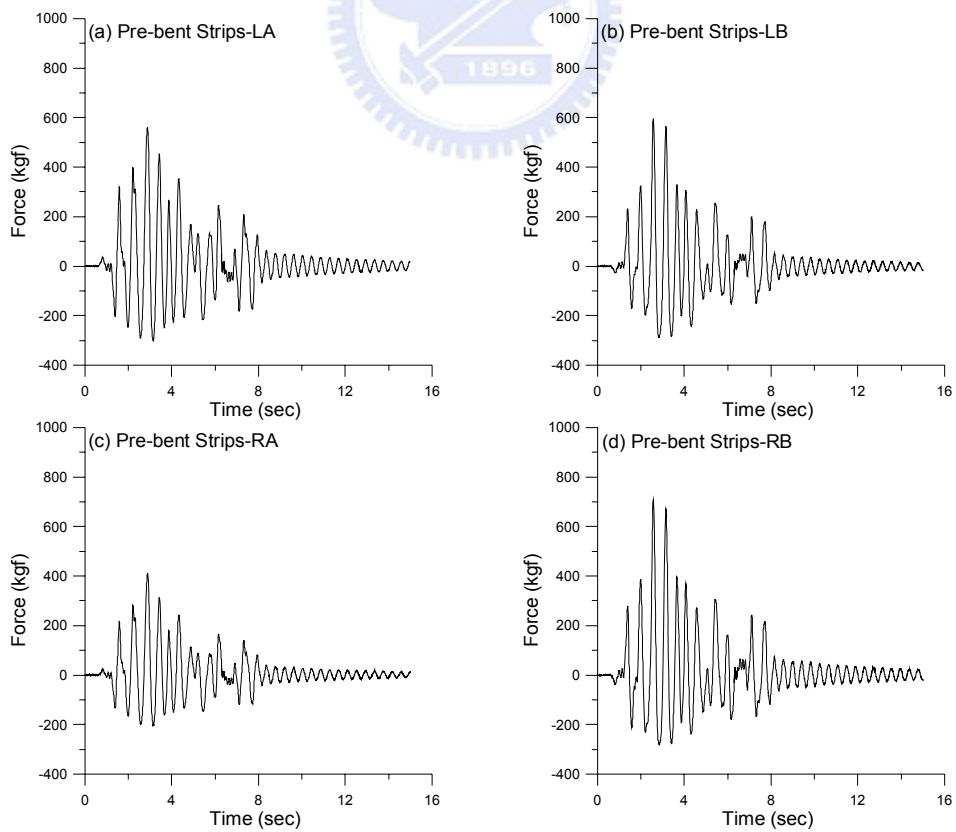 1896
(a) Pre-bent Strips-LA
1000
800
600
400
200
0
-200
-400
Force (kgf)
0 4 8 12 16
Time (sec)
(b) Pre-bent Strips-LB
1000
800
600
400
200
0
-200
-400
Force (kgf)
0 4 8 12 16
Time (sec)
(c) Pre-bent Strips-RA
1000
800
600
400
200
0
-200
-400
Force (kgf)
0 4 8 12 16
Time (sec)
(d) Pre-bent Strips-RB
1000
800
600
400
200
0
-200
-400
Force (kgf)
0 4 8 12 16
Time (sec)